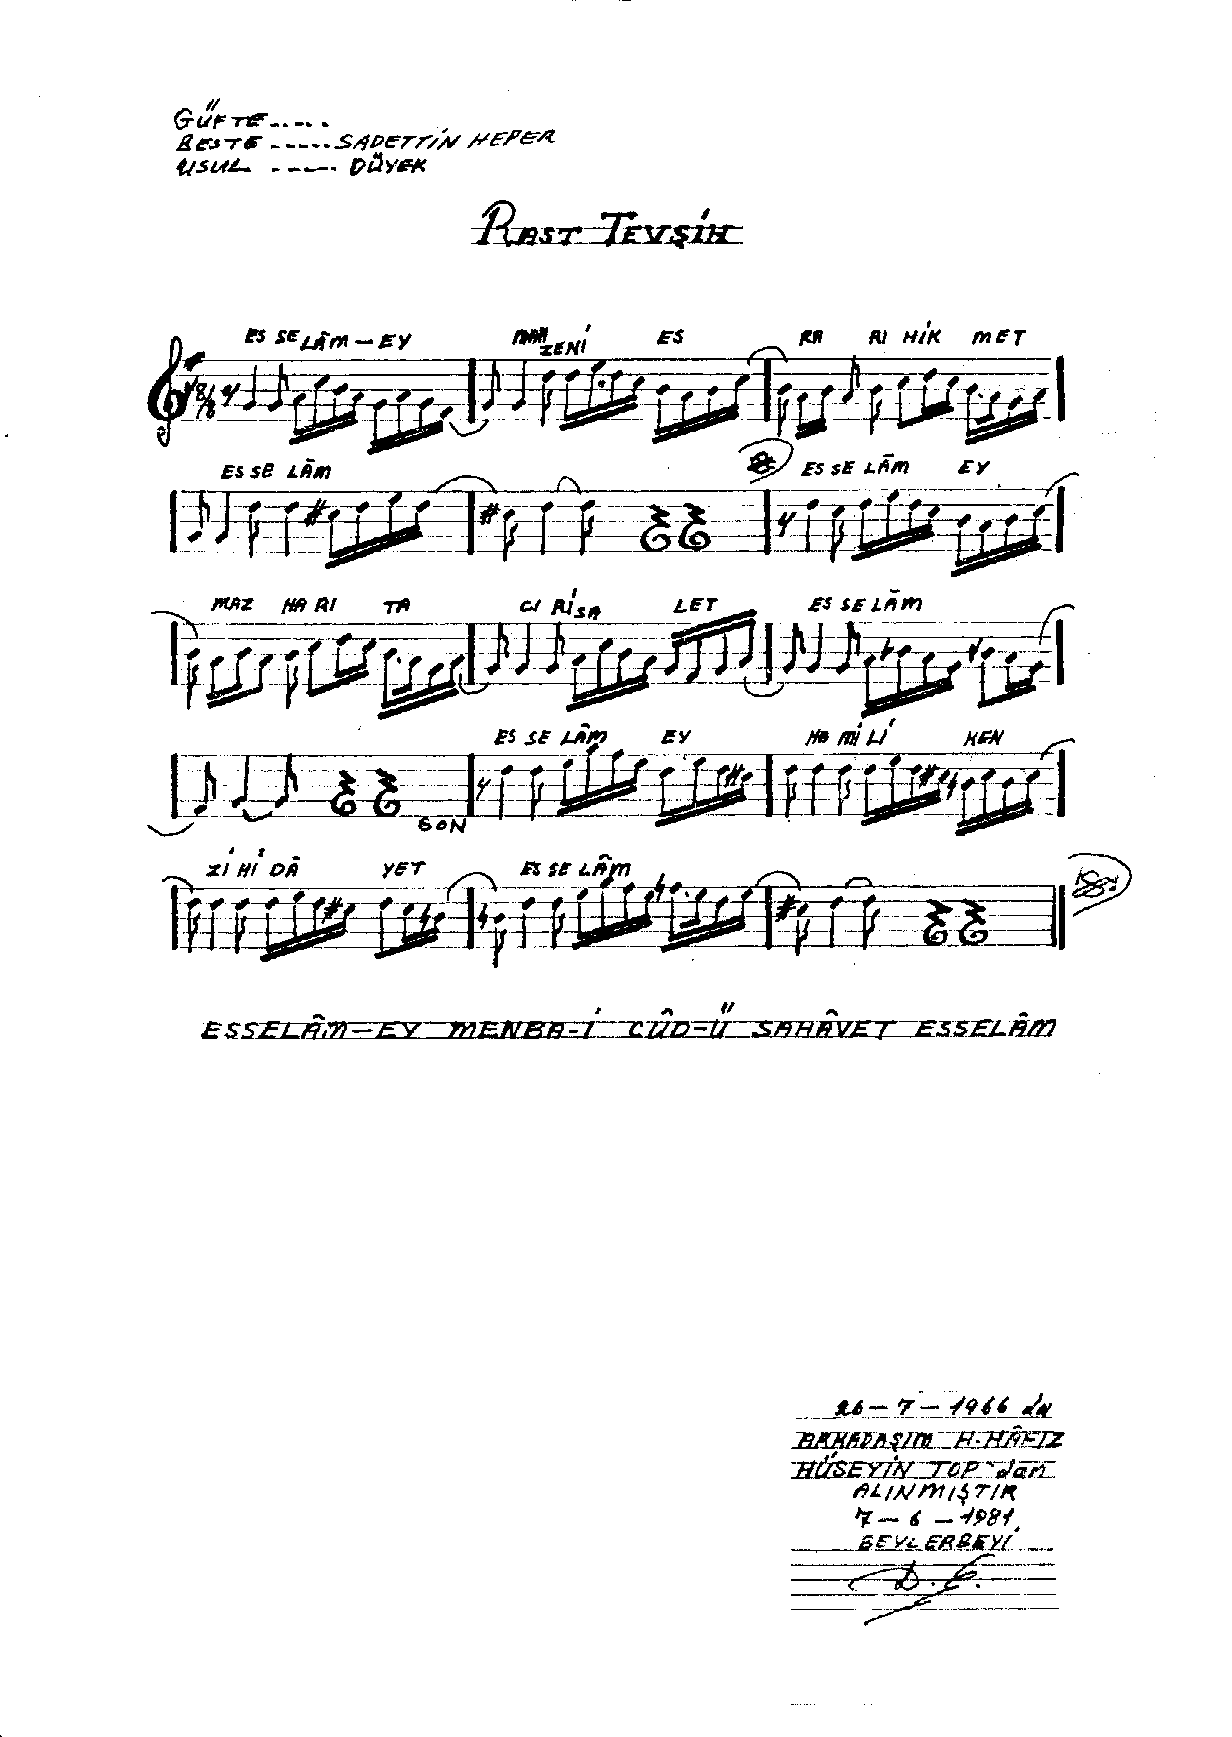 GÜFTE.....
BESTE.....SADETTİN HEPER
USUL ..... DÜYEK
RAST TEVŞİH
ES SE LÂM - EY MAH ZENİ ES RA RI HİK MET
ES SE LÂM ES SE LÂM EY
MAZ HA RI TA CI RİSA LET ES SE LÂM
ES SE LÂM EY HA Mİ Lİ KEN
SON
Zİ Hİ DÂ YET ES SE LÂM
ESSELÂM-EY MENBA-İ CÛD-Ü SAHÂVET ESSELÂM
26-7-1966 da
H. HÂFIZ
HÜSEYİN TOP'dan
ALINMIŞTIR
7-6-1981
BEYLERBEYİ
D. E.